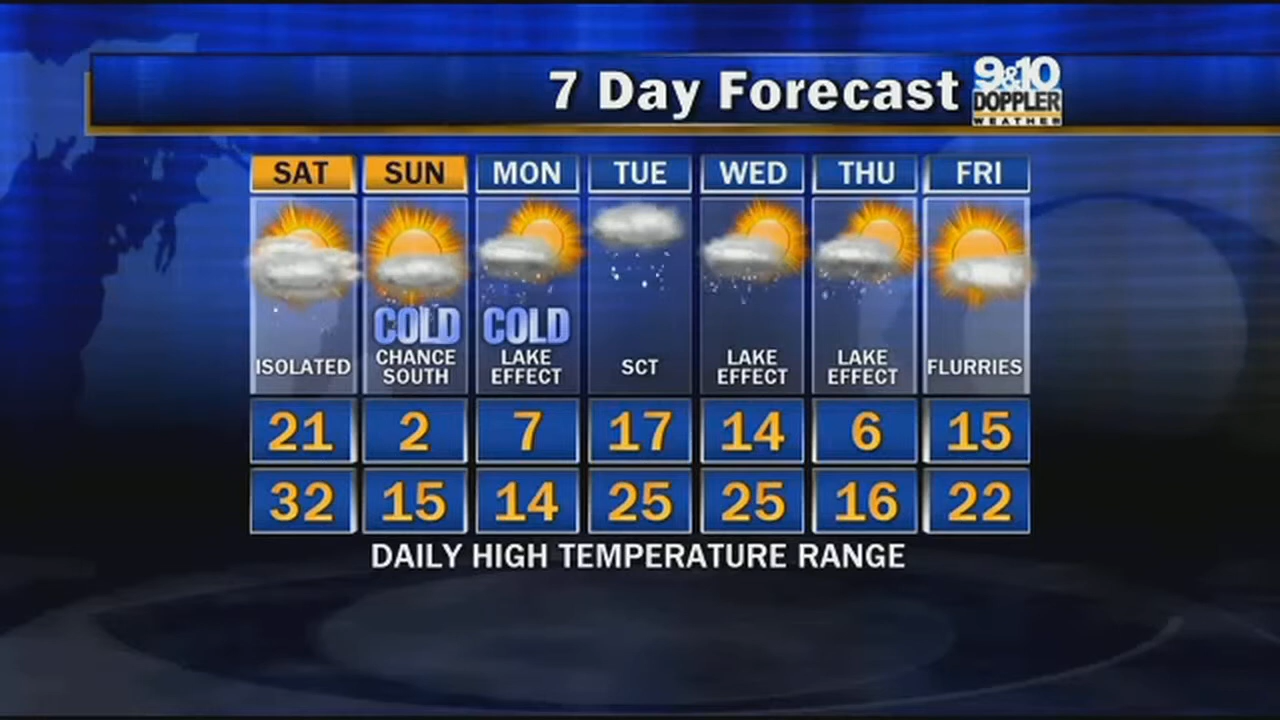 7 Day Forecast
9&10
DOPPLER
WEATHER
SAT SUN MON TUE WED THU FRI
COLD COLD
ISOLATED CHANCE SOUTH LAKE EFFECT SCT LAKE EFFECT LAKE EFFECT FLURRIES
21 2 7 17 14 6 15
32 15 14 25 25 16 22
DAILY HIGH TEMPERATURE RANGE